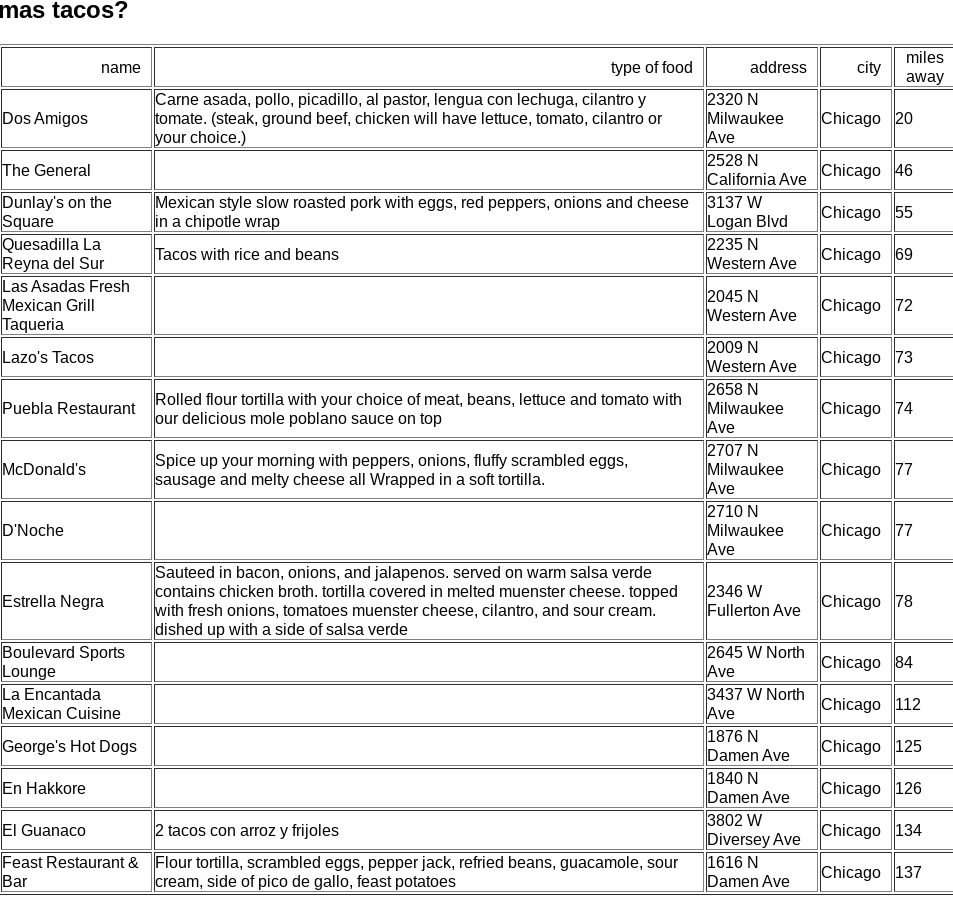 mas tacos?
name type of food address city miles away
Dos Amigos Carne asada, pollo, picadillo, al pastor, lengua con lechuga, cilantro y tomate. (steak, ground beef, chicken will have lettuce, tomato, cilantro or your choice.) 2320 N Milwaukee Ave Chicago 20
The General 2528 N California Ave Chicago 46
Dunlay's on the Square Mexican style slow roasted pork with eggs, red peppers, onions and cheese in a chipotle wrap 3137 W Logan Blvd Chicago 55
Quesadilla La Reyna del Sur Tacos with rice and beans 2235 N Western Ave Chicago 69
Las Asadas Fresh Mexican Grill Taqueria 2045 N Western Ave Chicago 72
Lazo's Tacos 2009 N Western Ave Chicago 73
Puebla Restaurant Rolled flour tortilla with your choice of meat, beans, lettuce and tomato with our delicious mole poblano sauce on top 2658 N Milwaukee Ave Chicago 74
McDonald's Spice up your morning with peppers, onions, fluffy scrambled eggs, sausage and melty cheese all Wrapped in a soft tortilla. 2707 N Milwaukee Ave Chicago 77
D'Noche 2710 N Milwaukee Ave Chicago 77
Estrella Negra Sauteed in bacon, onions, and jalapenos. served on warm salsa verde contains chicken broth. tortilla covered in melted muenster cheese. topped with fresh onions, tomatoes muenster cheese, cilantro, and sour cream. dished up with a side of salsa verde 2346 W Fullerton Ave Chicago 78
Boulevard Sports Lounge 2645 W North Ave Chicago 84
La Encantada Mexican Cuisine 3437 W North Ave Chicago 112
George's Hot Dogs 1876 N Damen Ave Chicago 125
En Hakkore 1840 N Damen Ave Chicago 126
El Guanaco 2 tacos con arroz y frijoles 3802 W Diversey Ave Chicago 134
Feast Restaurant & Bar Flour tortilla, scrambled eggs, pepper jack, refried beans, guacamole, sour cream, side of pico de gallo, feast potatoes 1616 N Damen Ave Chicago 137